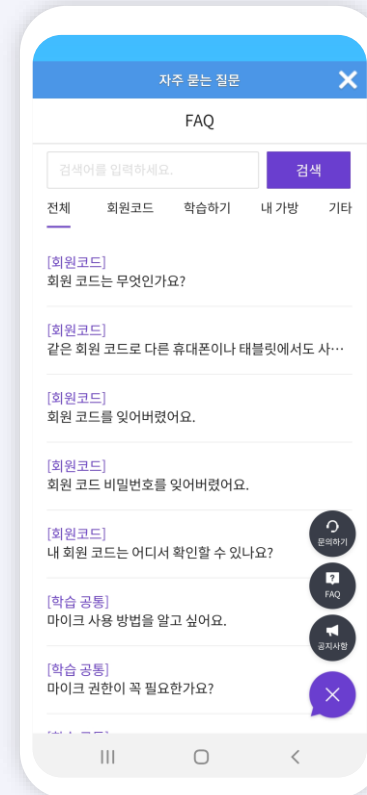 자주 묻는 질문
FAQ
검색어를 입력하세요.
검색
전체 회원코드 학습하기 내 가방 기타
[회원코드]
회원 코드는 무엇인가요?
[회원코드]
같은 회원 코드로 다른 휴대폰이나 태블릿에서도 사…
[회원코드]
회원 코드를 잊어버렸어요.
[회원코드]
회원 코드 비밀번호를 잊어버렸어요.
[회원코드]
내 회원 코드는 어디서 확인할 수 있나요?
[학습 공통]
마이크 사용 방법을 알고 싶어요.
[학습 공통]
마이크 권한이 꼭 필요한가요?
문의하기
FAQ
공지사항